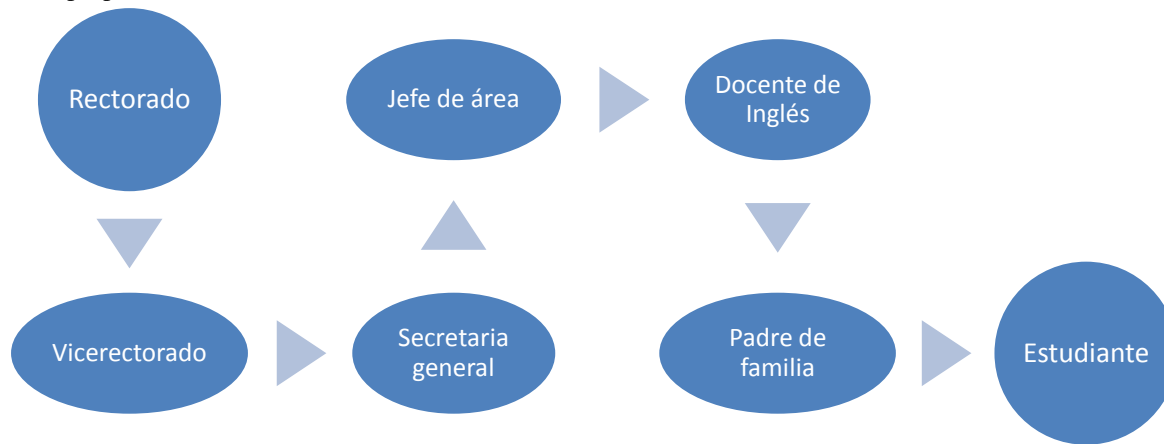 Rectorado
Vicerectorado
Secretaria
general
Jefe de área
Docente de
Inglés
Padre de
familia
Estudiante